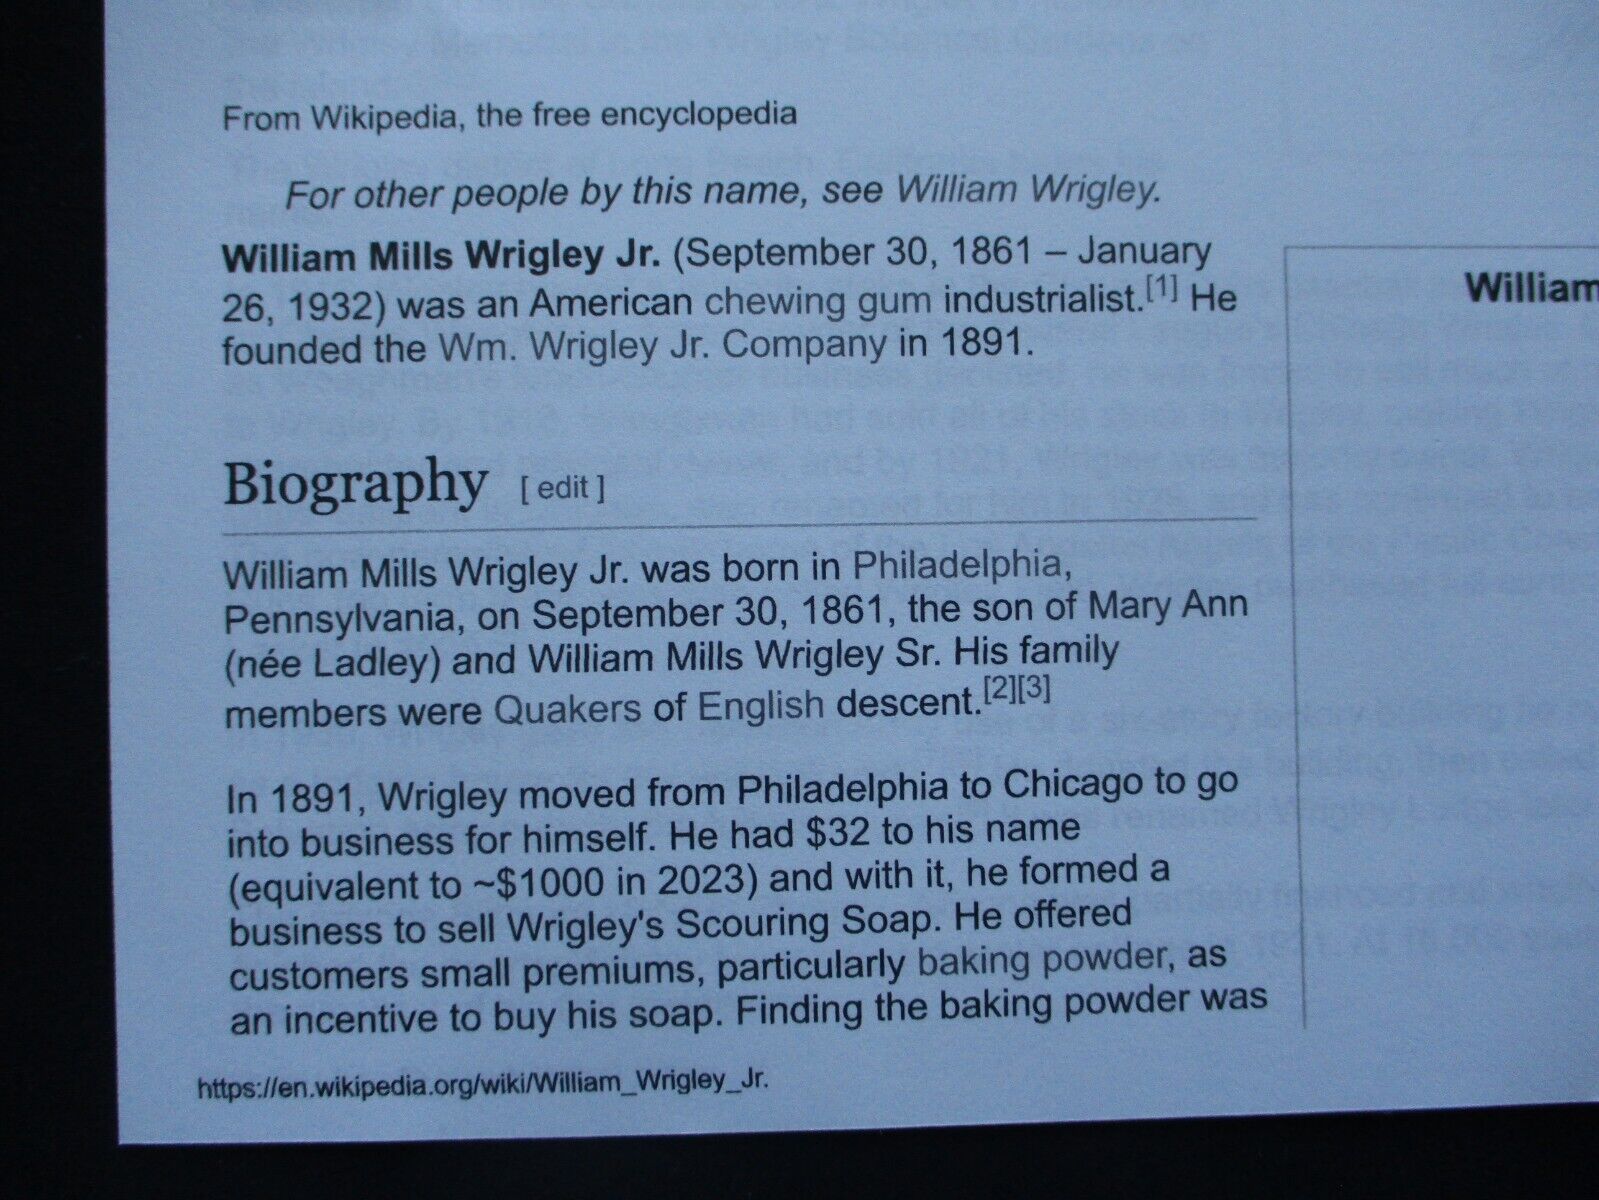 From Wikipedia, the free encyclopedia
For other people by this name, see William Wrigley.
William Mills Wrigley Jr. (September 30, 1861 – January
26, 1932) was an American chewing gum industrialist.[1] He
founded the Wm. Wrigley Jr. Company in 1891.
William
Biography [ edit ]
William Mills Wrigley Jr. was born in Philadelphia,
Pennsylvania, on September 30, 1861, the son of Mary Ann
(née Ladley) and William Mills Wrigley Sr. His family
members were Quakers of English descent.[2][3]
In 1891, Wrigley moved from Philadelphia to Chicago to go
into business for himself. He had $32 to his name
(equivalent to ~$1000 in 2023) and with it, he formed a
business to sell Wrigley's Scouring Soap. He offered
customers small premiums, particularly baking powder, as
an incentive to buy his soap. Finding the baking powder was
https://en.wikipedia.org/wiki/William_Wrigley_Jr.